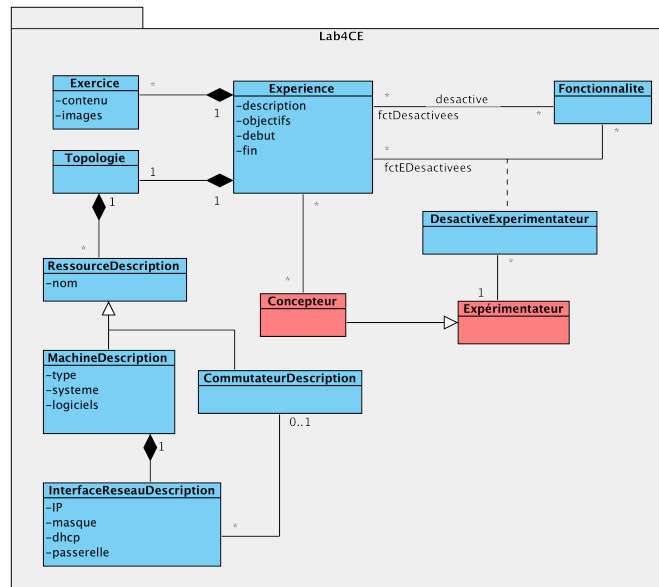 Lab4CE
Exercice
-contenu
-images
*
1
Experience
-description
-objectifs
-debut
-fin
*
desactive
fctDesactivees
*
Fonctionnalite
*
*
fctEDesactivees
Topologie
1
1
1
*
DesactiveExperimentateur
*
1
*
RessourceDescription
-nom
*
Concepteur
Expérimentateur
MachineDescription
-type
-systeme
-logiciels
1
CommutateurDescription
0..1
InterfaceReseauDescription
-IP
-masque
-dhcp
-passerelle
*